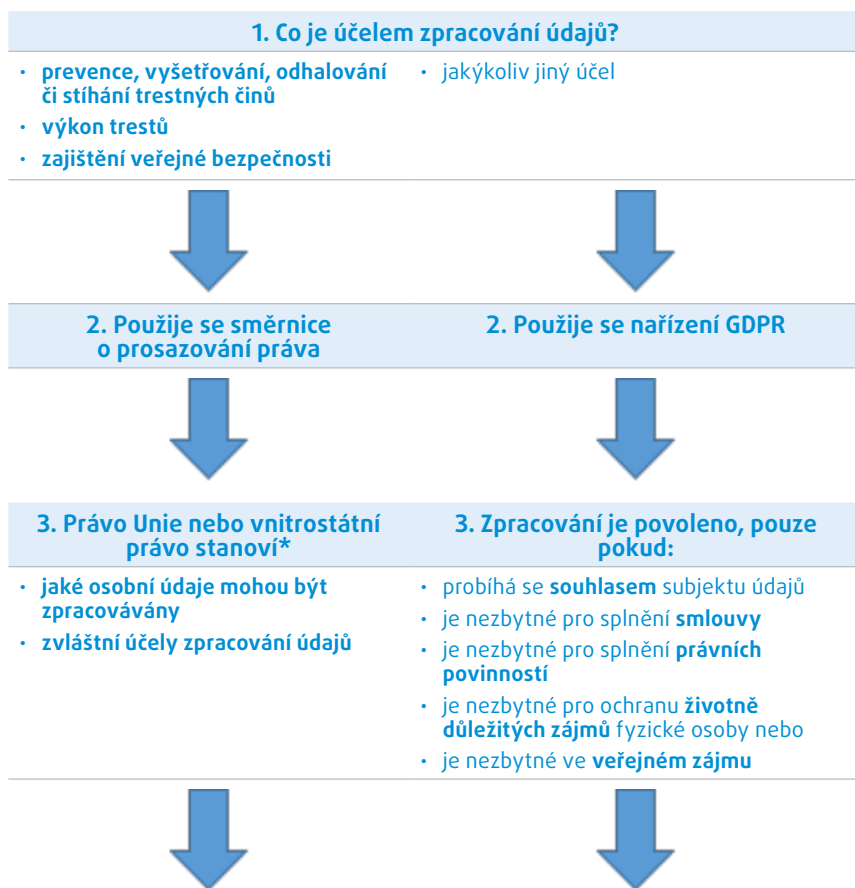 1. Co je účelem zpracování údajů?
• prevence, vyšetřování, odhalování
či stíhání trestných činů
• výkon trestů
• zajištění veřejné bezpečnosti
• jakýkoliv jiný účel
2. Použije se směrnice
o prosazování práva
2. Použije se nařízení GDPR
3. Právo Unie nebo vnitrostátní
právo stanoví*
• jaké osobní údaje mohou být
zpracovávány
• zvláštní účely zpracování údajů
3. Zpracování je povoleno, pouze
pokud:
• probíhá se souhlasem subjektu údajů
• je nezbytné pro splnění smlouvy
• je nezbytné pro splnění právních
povinností
• je nezbytné pro ochranu životně
důležitých zájmů fyzické osoby nebo
• je nezbytné ve veřejném zájmu